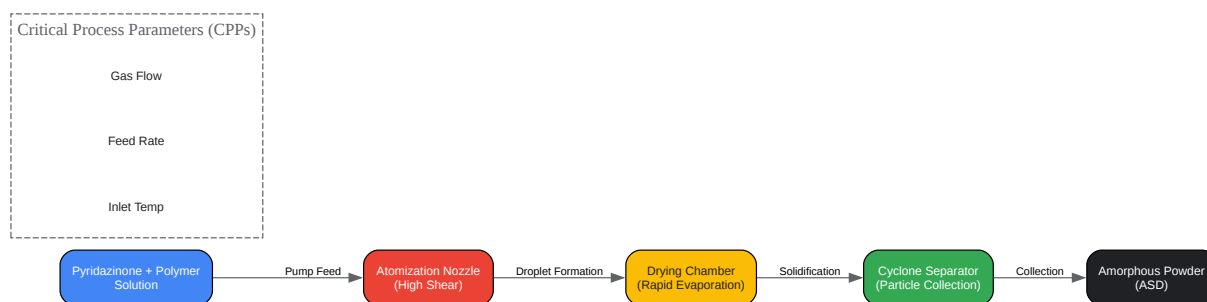 Critical Process Parameters (CPPs)
Gas Flow
Feed Rate
Inlet Temp
Pyridazinone + Polymer
Solution
Pump Feed
Atomization Nozzle
(High Shear)
Droplet Formation
Drying Chamber
(Rapid Evaporation)
Solidification
Cyclone Separator
(Particle Collection)
Collection
Amorphous Powder
(ASD)